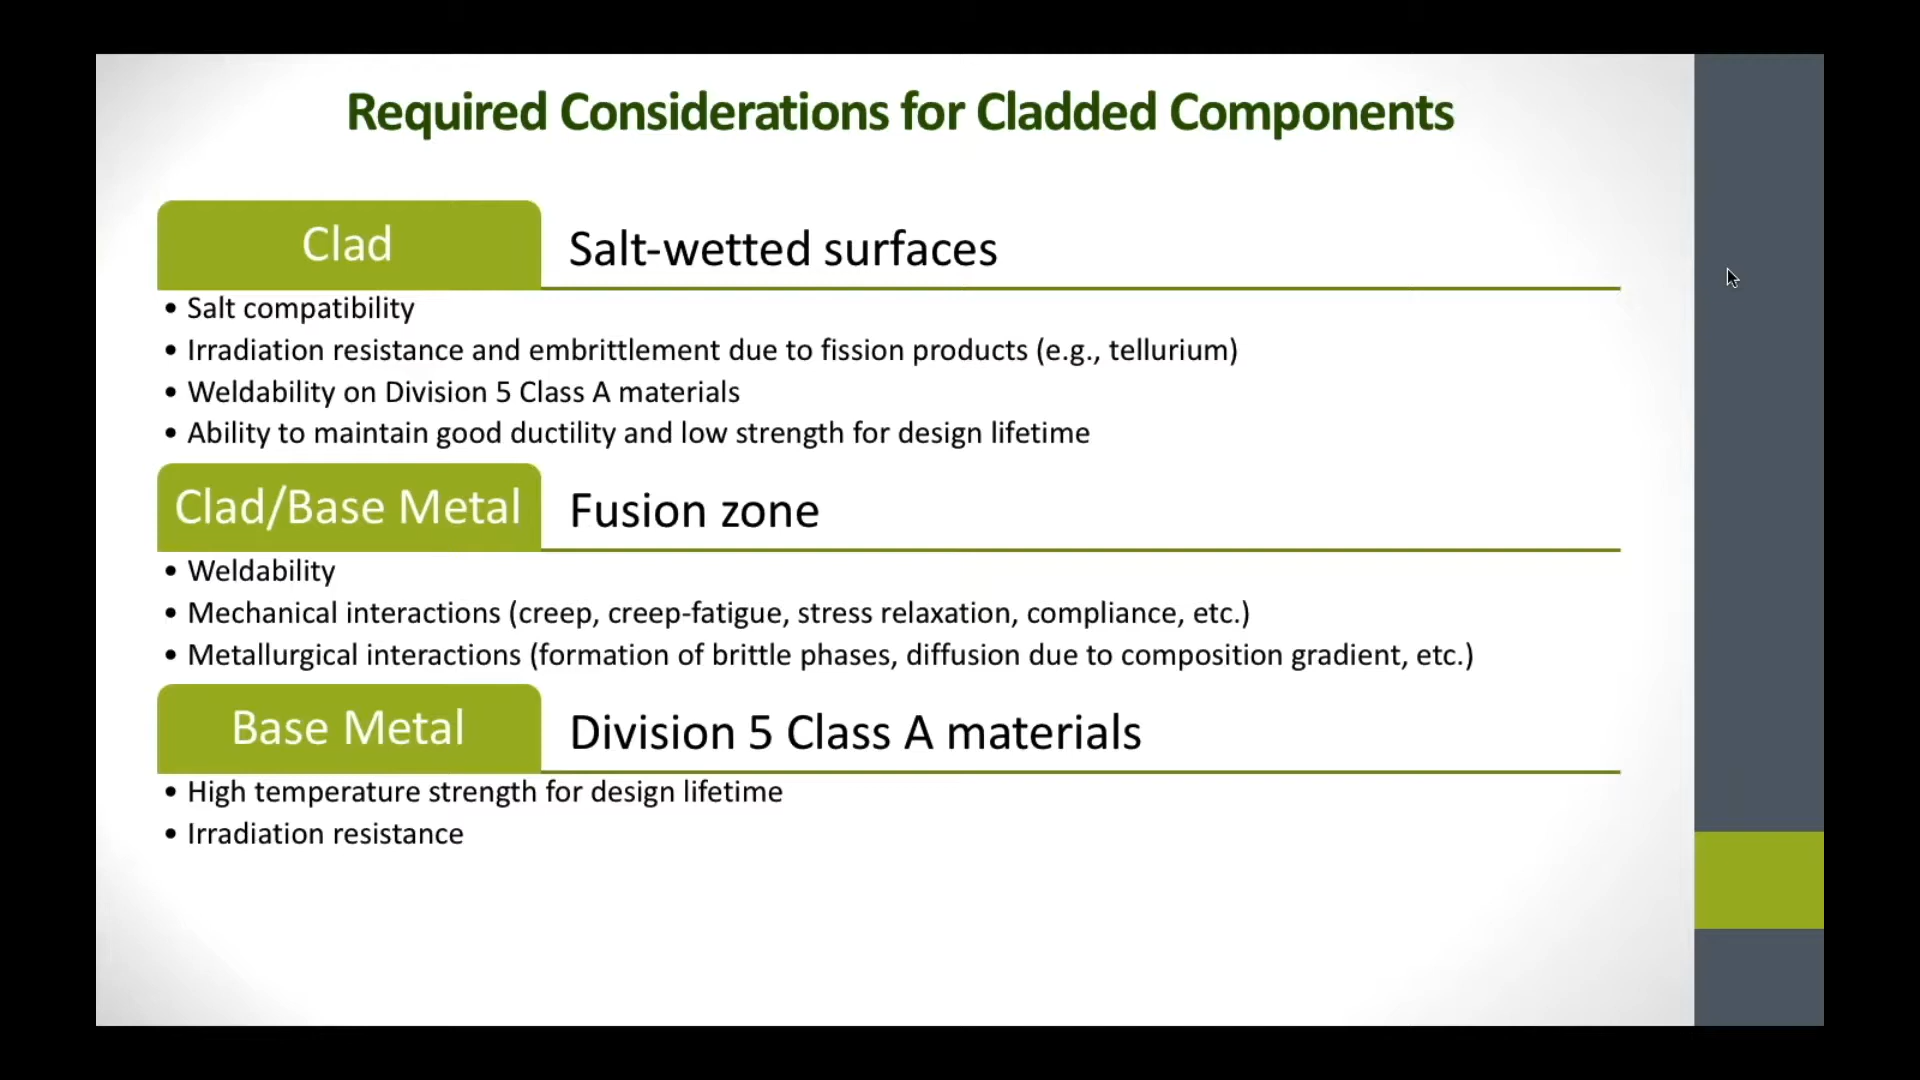 Required Considerations for Cladded Components
Clad
Salt-wetted surfaces
• Salt compatibility
• Irradiation resistance and embrittlement due to fission products (e.g., tellurium)
• Weldability on Division 5 Class A materials
• Ability to maintain good ductility and low strength for design lifetime
Clad/Base Metal
Fusion zone
• Weldability
• Mechanical interactions (creep, creep-fatigue, stress relaxation, compliance, etc.)
• Metallurgical interactions (formation of brittle phases, diffusion due to composition gradient, etc.)
Base Metal
Division 5 Class A materials
• High temperature strength for design lifetime
• Irradiation resistance